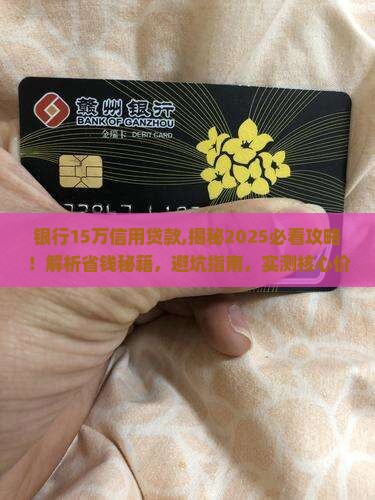 赣州银行
BANK OF GANZHOU
金瑞卡 DEBIT CARD
银行15万信用贷款,揭秘2025必看攻略
！解析省钱秘籍，避坑指南，实测核心价